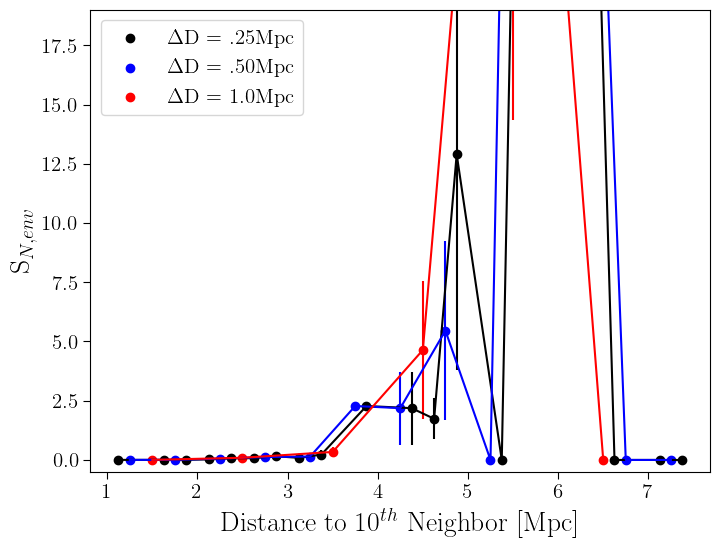 ΔD = .25Mpc
ΔD = .50Mpc
ΔD = 1.0Mpc
17.5
15.0
12.5
10.0
7.5
5.0
2.5
0.0
S_{N,env}
1 2 3 4 5 6 7
Distance to 10^{th} Neighbor [Mpc]